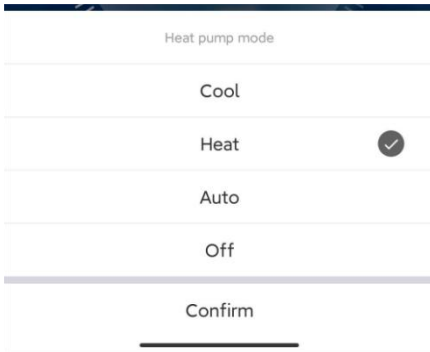 Heat pump mode
Cool
Heat
Auto
Off
Confirm